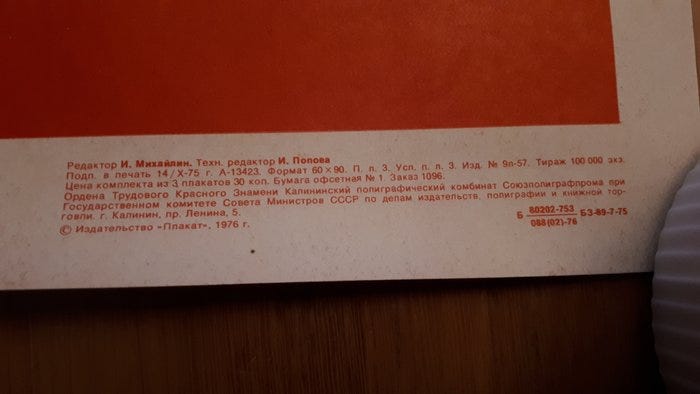 Редактор И. Михайлин. Техн. редактор И. Попова
Подп. в печать 14/X-75 г. А-13423. Формат 60×90. П. л. 3. Усл. п. л. 3. Изд. № 9п-57. Тираж 100 000 экз.
Цена комплекта из 3 плакатов 30 коп. Бумага офсетная № 1. Заказ 1096.
Ордена Трудового Красного Знамени Калининский полиграфический комбинат Союзполиграфпрома при
Государственном комитете Совета Министров СССР по делам издательств, полиграфии и книжной тор-
говли. г. Калинин, пр. Ленина, 5.
Б 80202-753 БЗ-89-7-75
088(02)-76
© Издательство «Плакат», 1976 г.